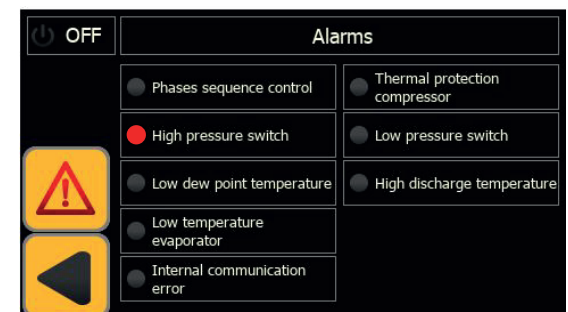 OFF
Alarms
Phases sequence control
Thermal protection
compressor
High pressure switch
Low pressure switch
Low dew point temperature
High discharge temperature
Low temperature
evaporator
Internal communication
error